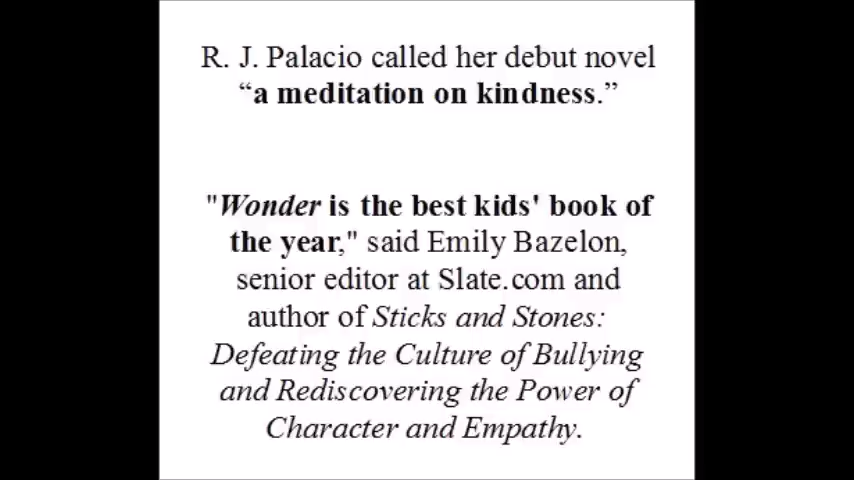 R. J. Palacio called her debut novel
“a meditation on kindness.”
"Wonder is the best kids' book of
the year," said Emily Bazelon,
senior editor at Slate.com and
author of Sticks and Stones:
Defeating the Culture of Bullying
and Rediscovering the Power of
Character and Empathy.